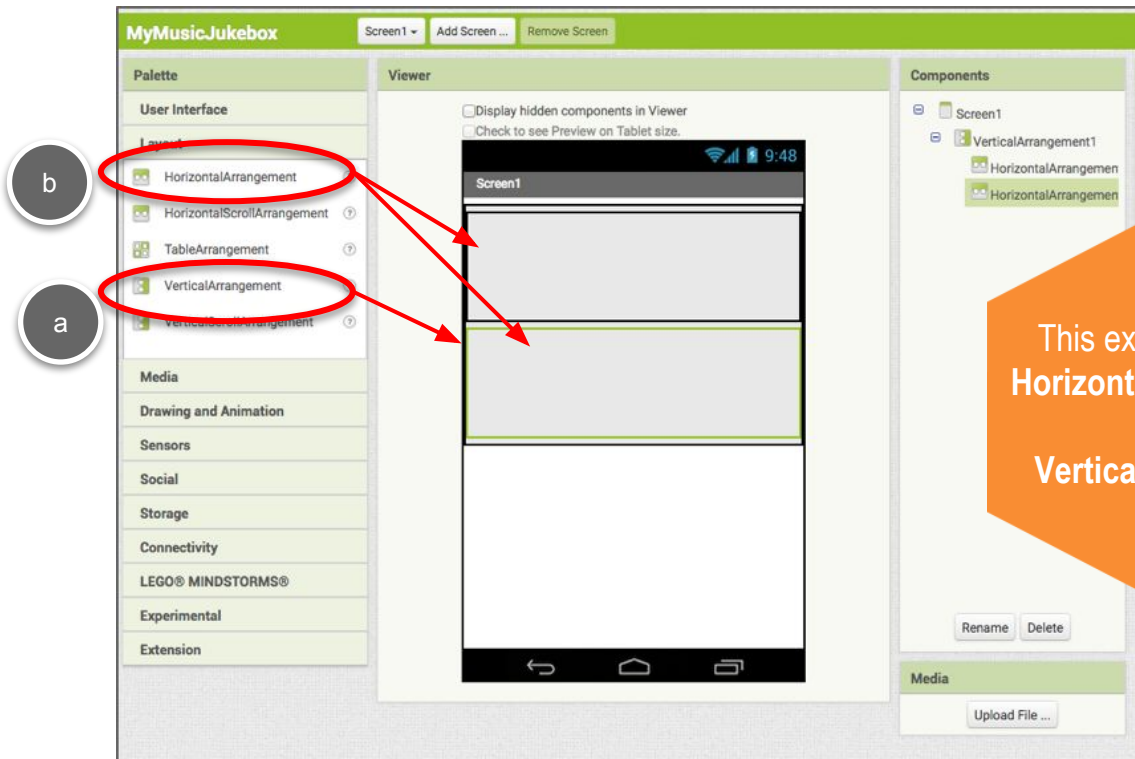 MyMusicJukebox
Screen1
Add Screen ...
Remove Screen
Palette
User Interface
Layout
HorizontalArrangement
HorizontalScrollArrangement
TableArrangement
VerticalArrangement
VerticalScrollArrangement
Media
Drawing and Animation
Sensors
Social
Storage
Connectivity
LEGO® MINDSTORMS®
Experimental
Extension
b
a
Viewer
Display hidden components in Viewer
Check to see Preview on Tablet size.
9:48
Screen1
Components
Screen1
VerticalArrangement1
HorizontalArrangemen
HorizontalArrangemen
This ex
Horizont
Vertica
Rename Delete
Media
Upload File ...